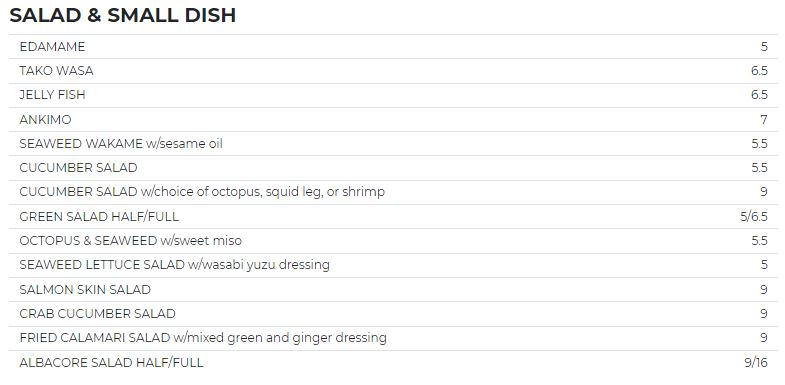 SALAD & SMALL DISH
EDAMAME 5
TAKO WASA 6.5
JELLY FISH 6.5
ANKIMO 7
SEAWEED WAKAME w/sesame oil 5.5
CUCUMBER SALAD 5.5
CUCUMBER SALAD w/choice of octopus, squid leg, or shrimp 9
GREEN SALAD HALF/FULL 5/6.5
OCTOPUS & SEAWEED w/sweet miso 5.5
SEAWEED LETTUCE SALAD w/wasabi yuzu dressing 5
SALMON SKIN SALAD 9
CRAB CUCUMBER SALAD 9
FRIED CALAMARI SALAD w/mixed green and ginger dressing 9
ALBACORE SALAD HALF/FULL 9/16